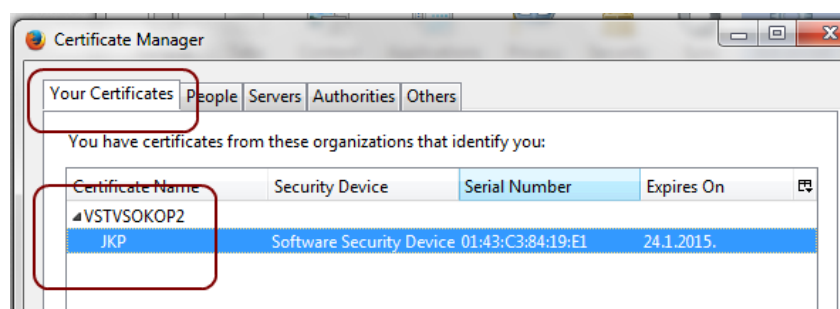 Certificate Manager
Your Certificates People Servers Authorities Others
You have certificates from these organizations that identify you:
Certificate Name Security Device Serial Number Expires On
VSTVSOKOP2
JKP Software Security Device 01:43:C3:84:19:E1 24.1.2015.